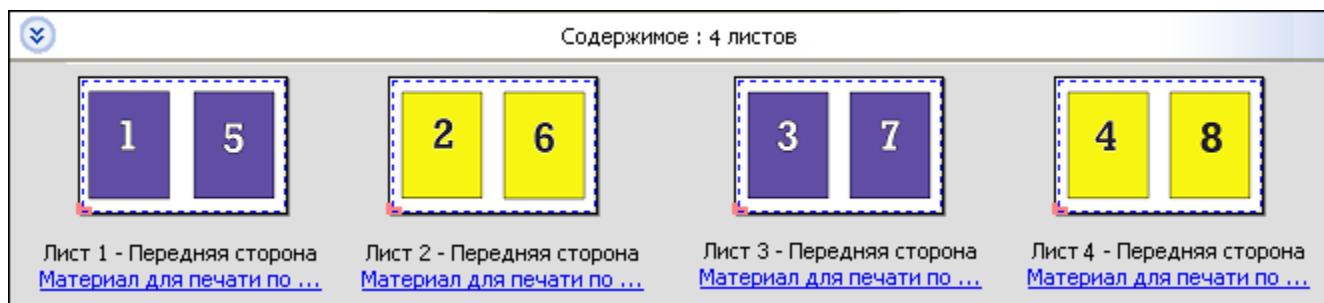 Содержимое : 4 листов
1 5 2 6 3 7 4 8
Лист 1 - Передняя сторона Лист 2 - Передняя сторона Лист 3 - Передняя сторона Лист 4 - Передняя сторона
Материал для печати по ... Материал для печати по ... Материал для печати по ... Материал для печати по ...